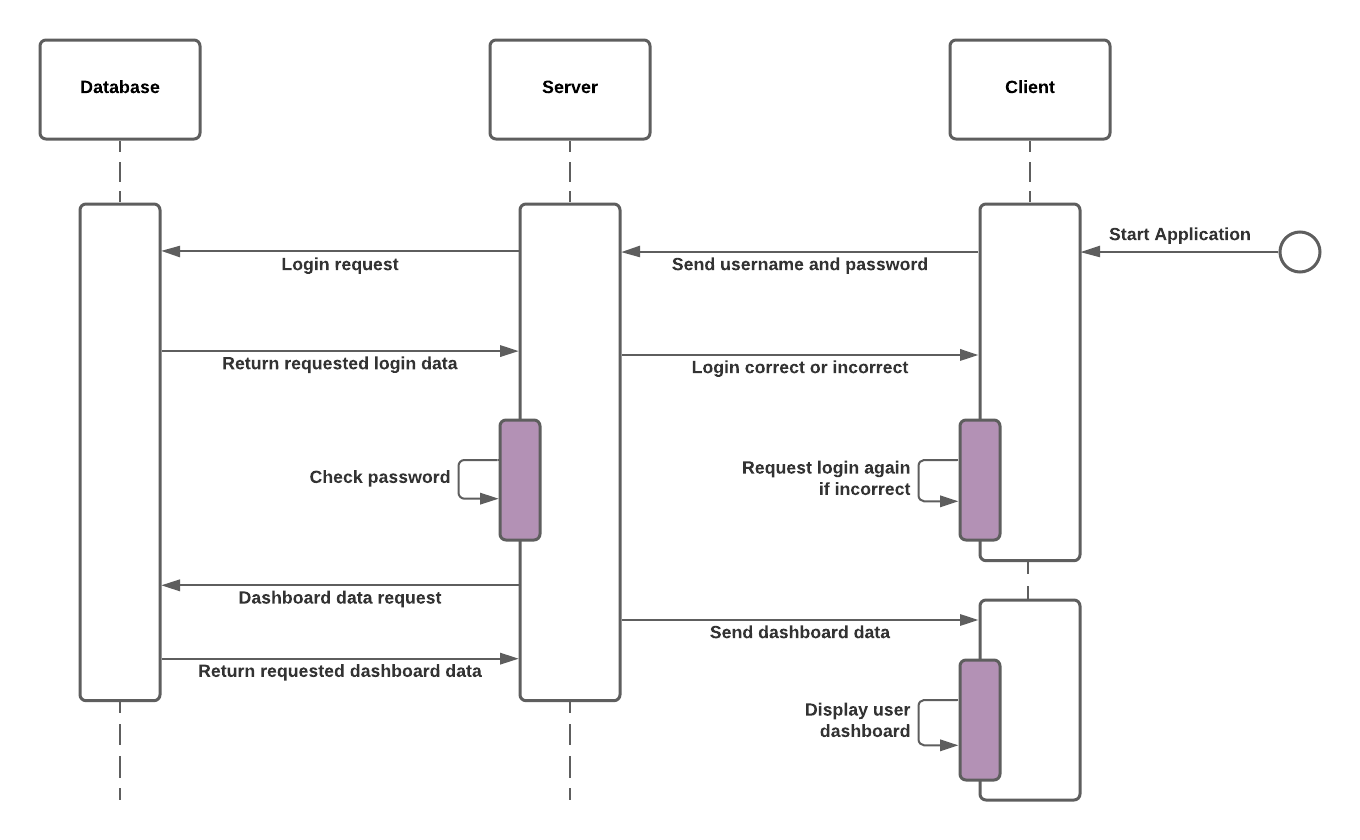 Database
Server
Client
Start Application
Login request
Send username and password
Return requested login data
Login correct or incorrect
Check password
Request login again
if incorrect
Dashboard data request
Send dashboard data
Return requested dashboard data
Display user
dashboard